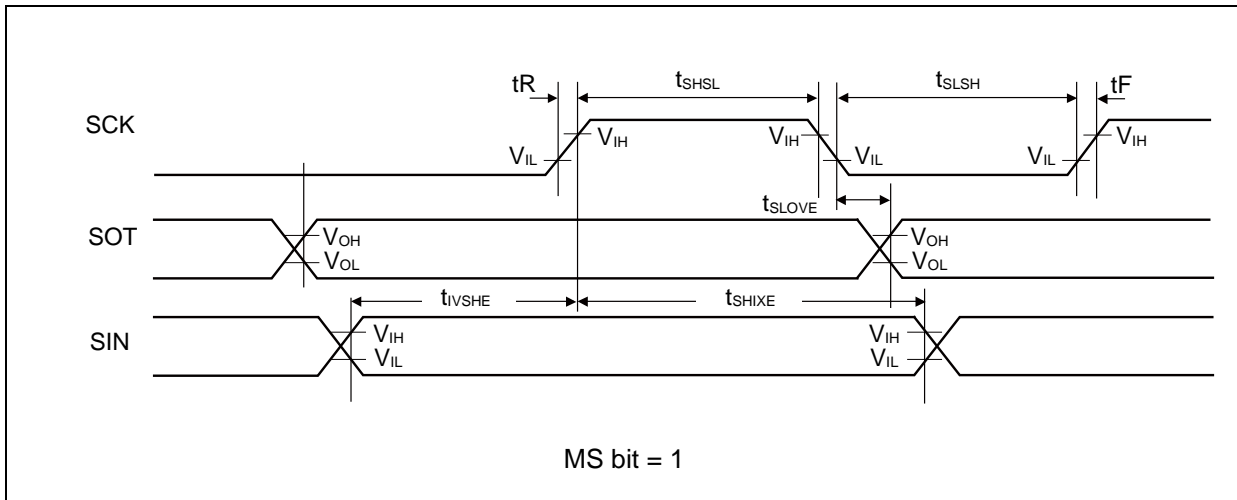 tR tSHSL tSLSH tF
SCK
VIH VIH VIH
VIL VIL VIL
tSLOVE
SOT
VOH VOH
VOL VOL
tIVSHE tSHIXE
SIN
VIH VIH
VIL VIL
MS bit = 1